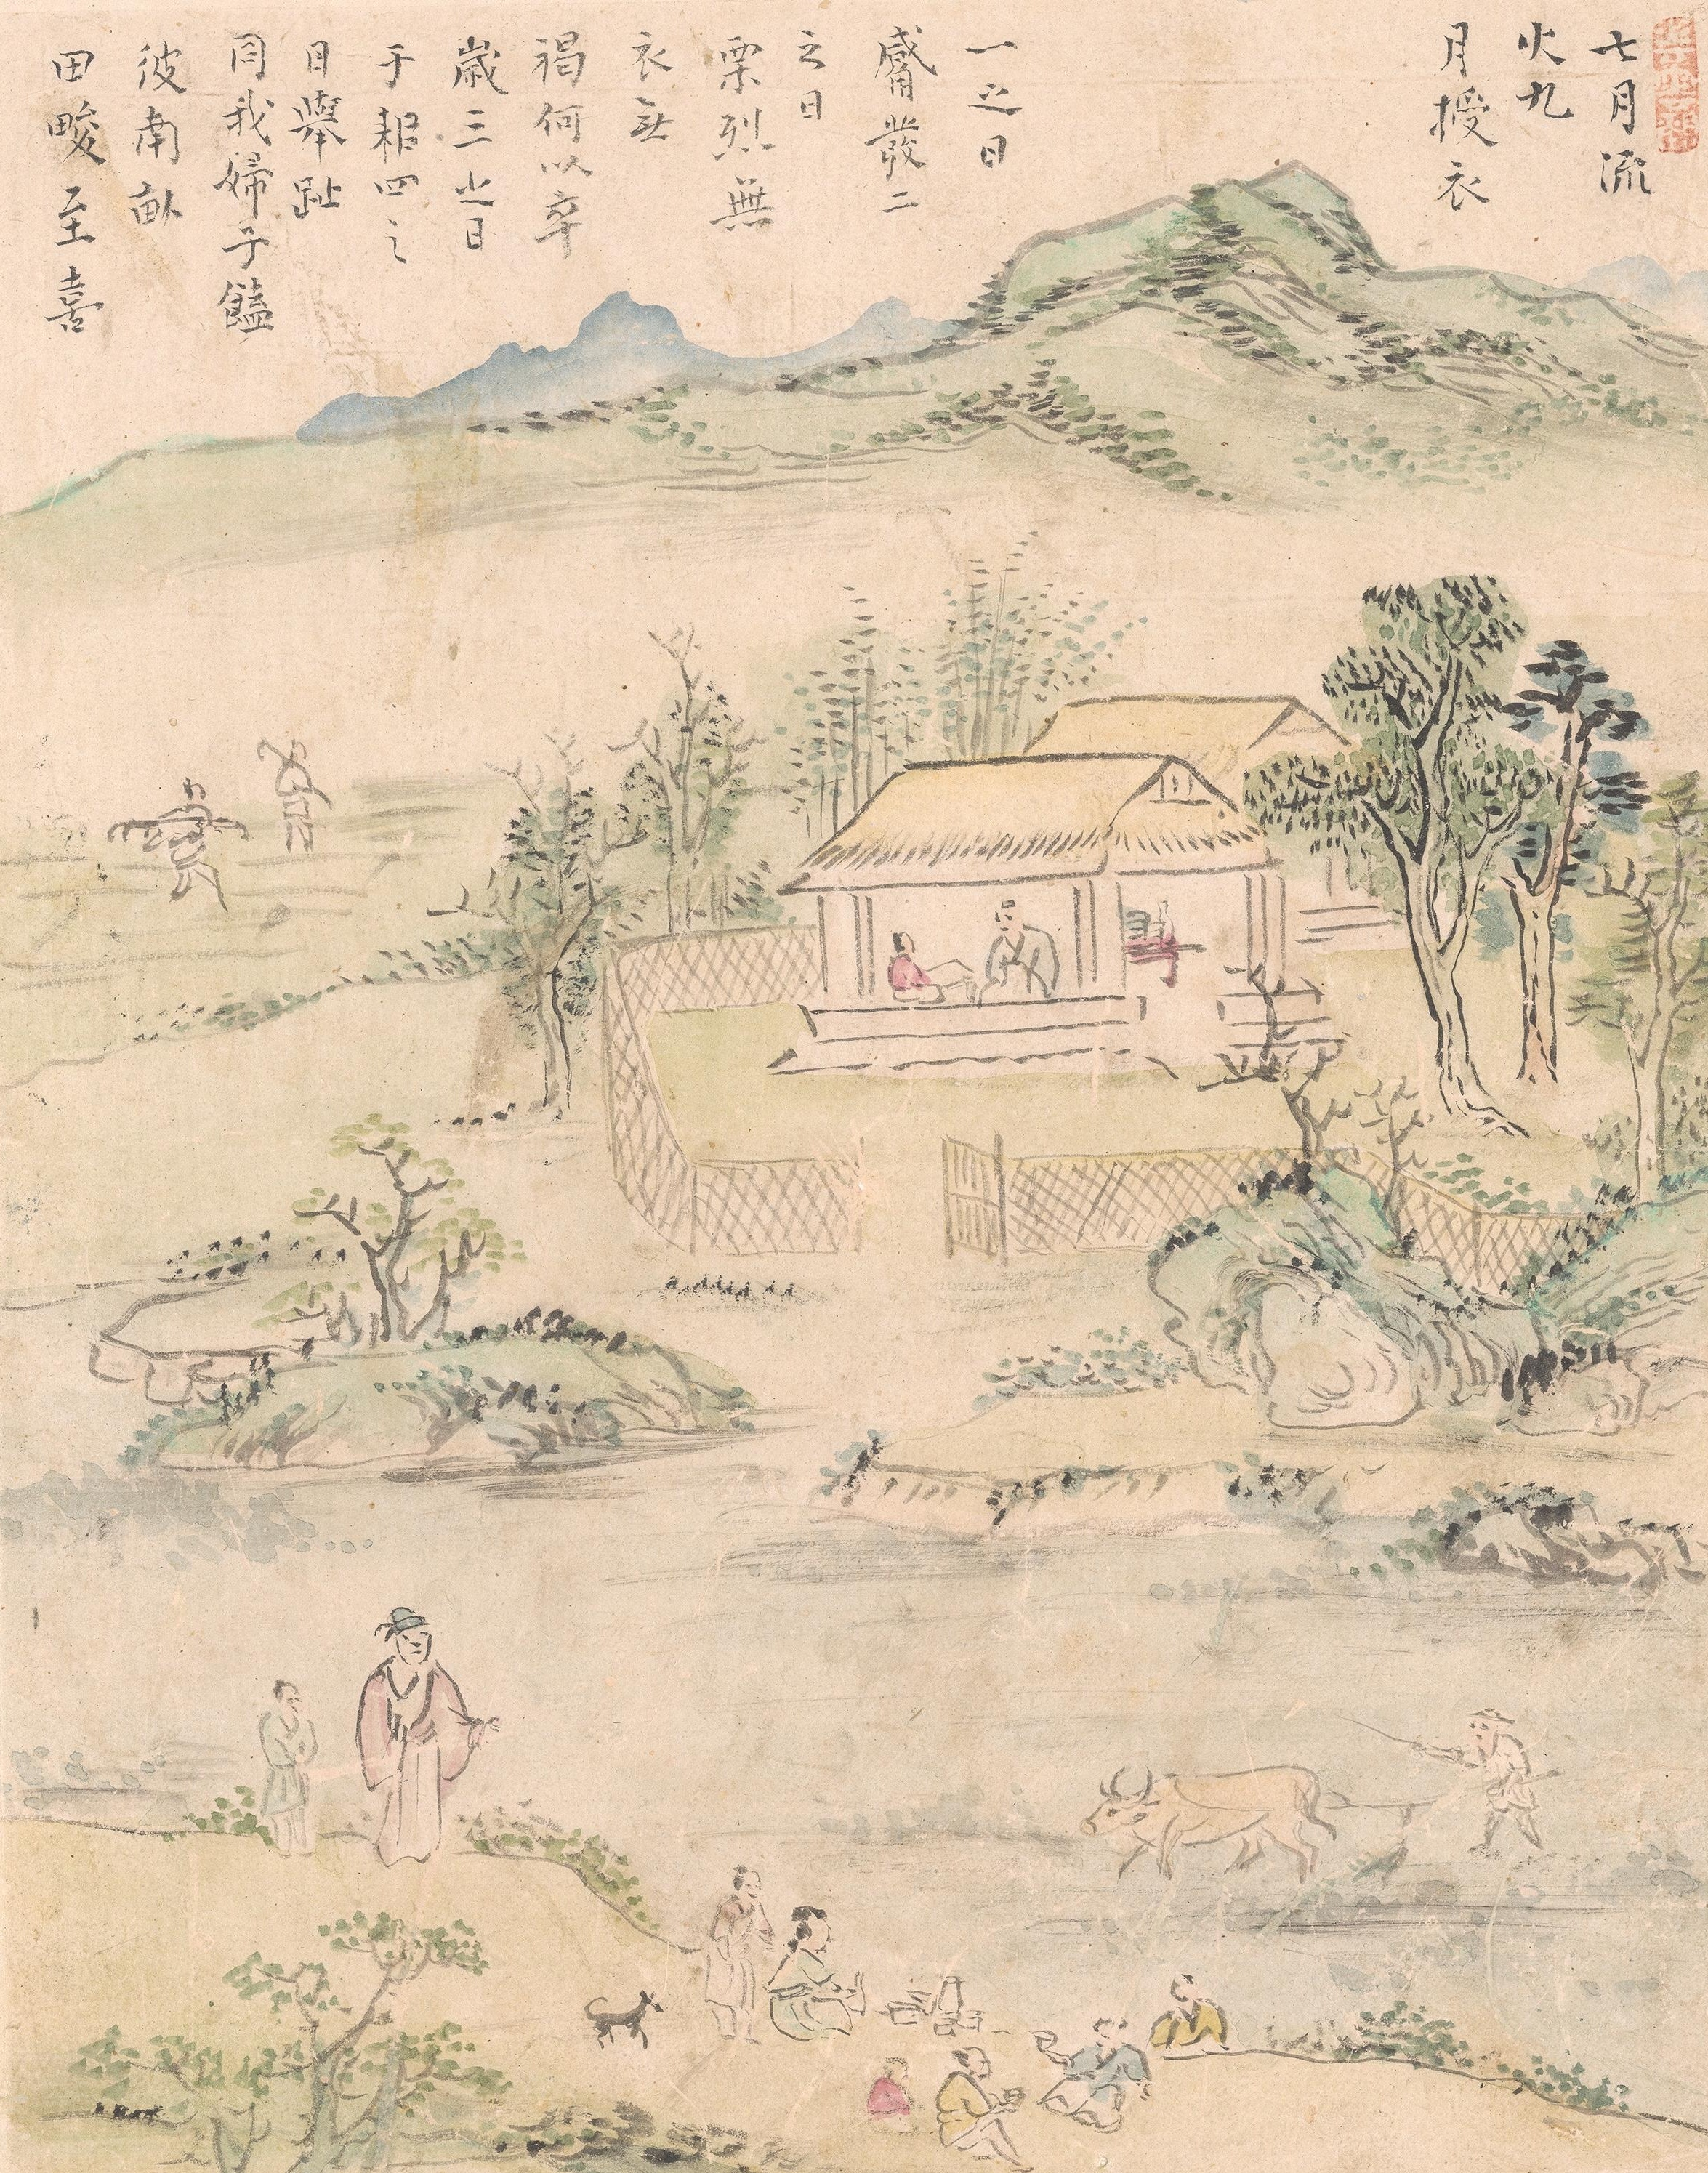 七月流
火九
月授衣
一之日
觱發二
之日
栗烈無
衣无
褐何以卒
歲三之日
于耜四之
日舉趾
同我婦子饁
彼南畝
田畯至喜